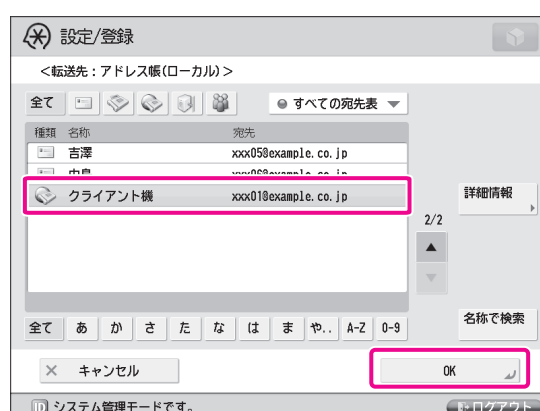 設定/登録
<転送先：アドレス帳(ローカル)>
全て ● すべての宛先表 ▼
種類 名称 宛先
吉澤 xxx05@example.co.jp
クライアント機 xxx01@example.co.jp
詳細情報
2/2
全て あ か さ た な は ま や.. A-Z 0-9
名称で検索
× キャンセル
OK
ID システム管理モードです。
ログアウト